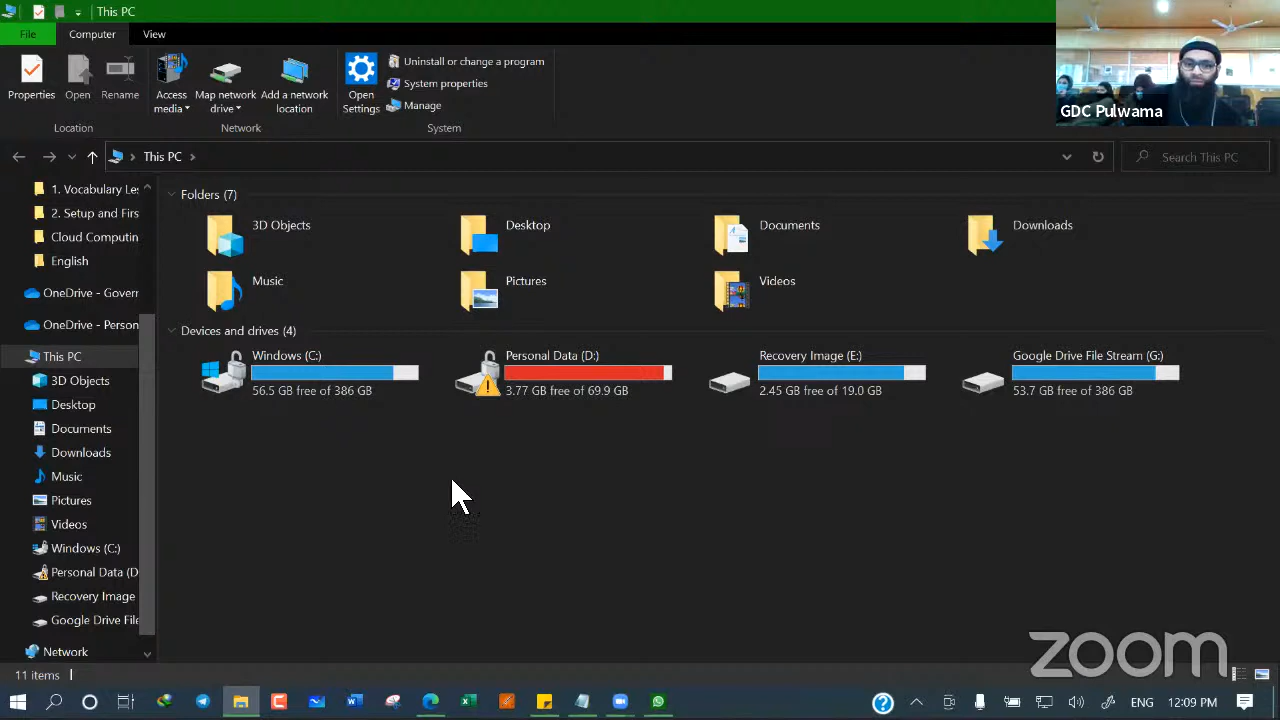 This PC
File
Computer
View
Properties
Open
Rename
Access media
Map network drive
Add a network location
Open Settings
Uninstall or change a program
System properties
Manage
Location
Network
System
GDC Pulwama
This PC
Search This PC
1. Vocabulary Les
2. Setup and Firs
Cloud Computin
English
OneDrive - Gover
OneDrive - Person
This PC
3D Objects
Desktop
Documents
Downloads
Music
Pictures
Videos
Windows (C:)
Personal Data (D
Recovery Image
Google Drive File
Network
Folders (7)
3D Objects
Desktop
Documents
Downloads
Music
Pictures
Videos
Devices and drives (4)
Windows (C:)
56.5 GB free of 386 GB
Personal Data (D:)
3.77 GB free of 69.9 GB
Recovery Image (E:)
2.45 GB free of 19.0 GB
Google Drive File Stream (G:)
53.7 GB free of 386 GB
11 items
zoom
ENG
12:09 PM